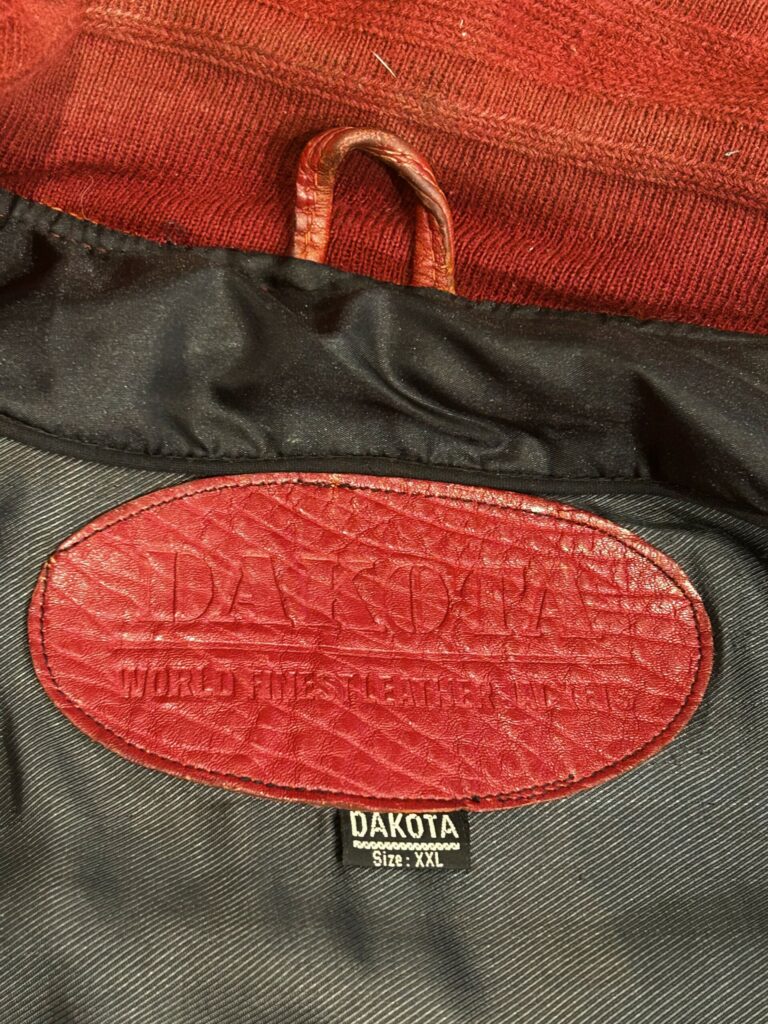 DAKOTA
WORLD FINEST LEATHER JACKETS
DAKOTA
Size: XXL